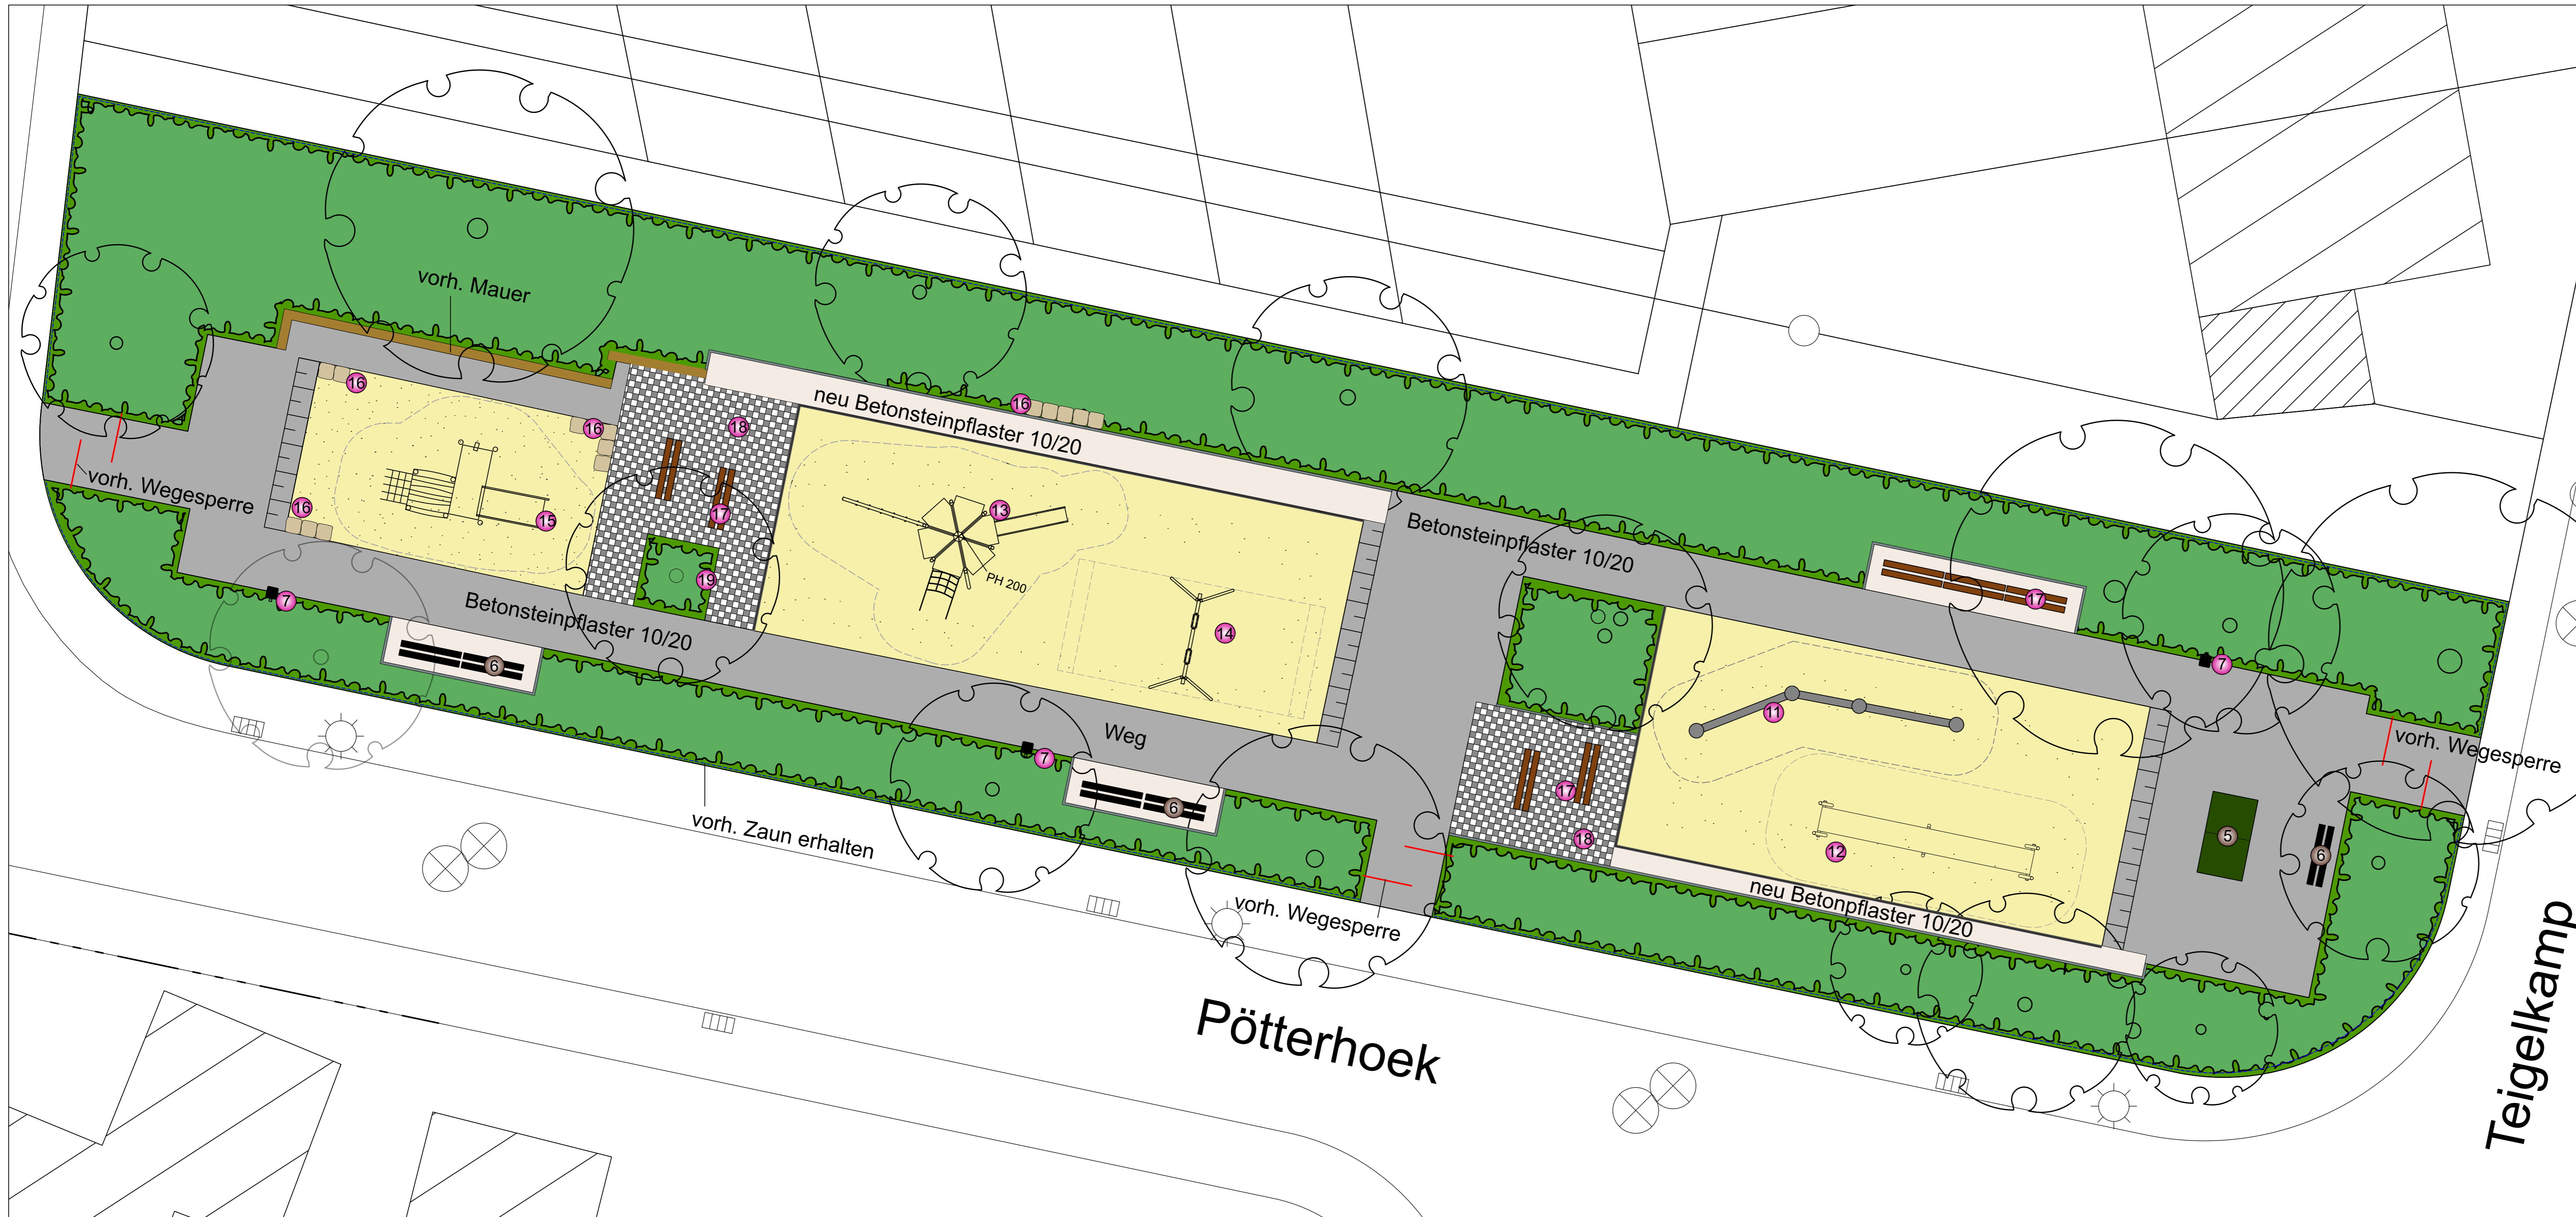 vorh. Mauer
16
16
16
neu Betonsteinpflaster 10/20
18
vorh. Wegesperre
17
13
16
15
Betonsteinpflaster 10/20
PH 200
19
7
17
Betonsteinpflaster 10/20
14
6
7
11
Weg
vorh. Wegesperre
7
17
6
18
12
5
6
vorh. Zaun erhalten
neu Betonpflaster 10/20
vorh. Wegesperre
Pötterhoek
Teigelkamp